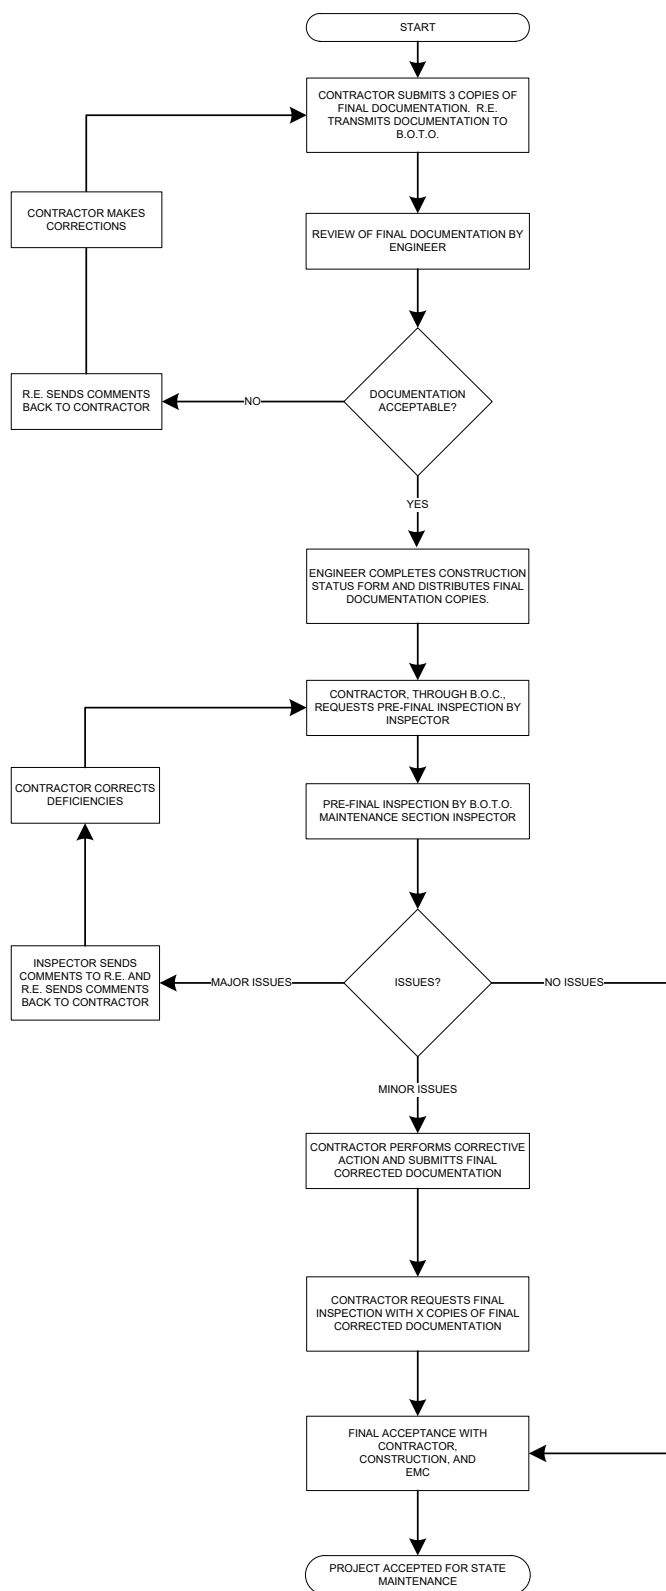 START
CONTRACTOR SUBMITS 3 COPIES OF
FINAL DOCUMENTATION.  R.E.
TRANSMITS DOCUMENTATION TO
B.O.T.O.
CONTRACTOR MAKES
CORRECTIONS
REVIEW OF FINAL DOCUMENTATION BY
ENGINEER
R.E. SENDS COMMENTS
BACK TO CONTRACTOR
NO
DOCUMENTATION
ACCEPTABLE?
YES
ENGINEER COMPLETES CONSTRUCTION
STATUS FORM AND DISTRIBUTES FINAL
DOCUMENTATION COPIES.
CONTRACTOR, THROUGH B.O.C.,
REQUESTS PRE-FINAL INSPECTION BY
INSPECTOR
CONTRACTOR CORRECTS
DEFICIENCIES
PRE-FINAL INSPECTION BY B.O.T.O.
MAINTENANCE SECTION INSPECTOR
INSPECTOR SENDS
COMMENTS TO R.E. AND
R.E. SENDS COMMENTS
BACK TO CONTRACTOR
MAJOR ISSUES
ISSUES?
NO ISSUES
MINOR ISSUES
CONTRACTOR PERFORMS CORRECTIVE
ACTION AND SUBMITTS FINAL
CORRECTED DOCUMENTATION
CONTRACTOR REQUESTS FINAL
INSPECTION WITH X COPIES OF FINAL
CORRECTED DOCUMENTATION
FINAL ACCEPTANCE WITH
CONTRACTOR,
CONSTRUCTION, AND
EMC
PROJECT ACCEPTED FOR STATE
MAINTENANCE